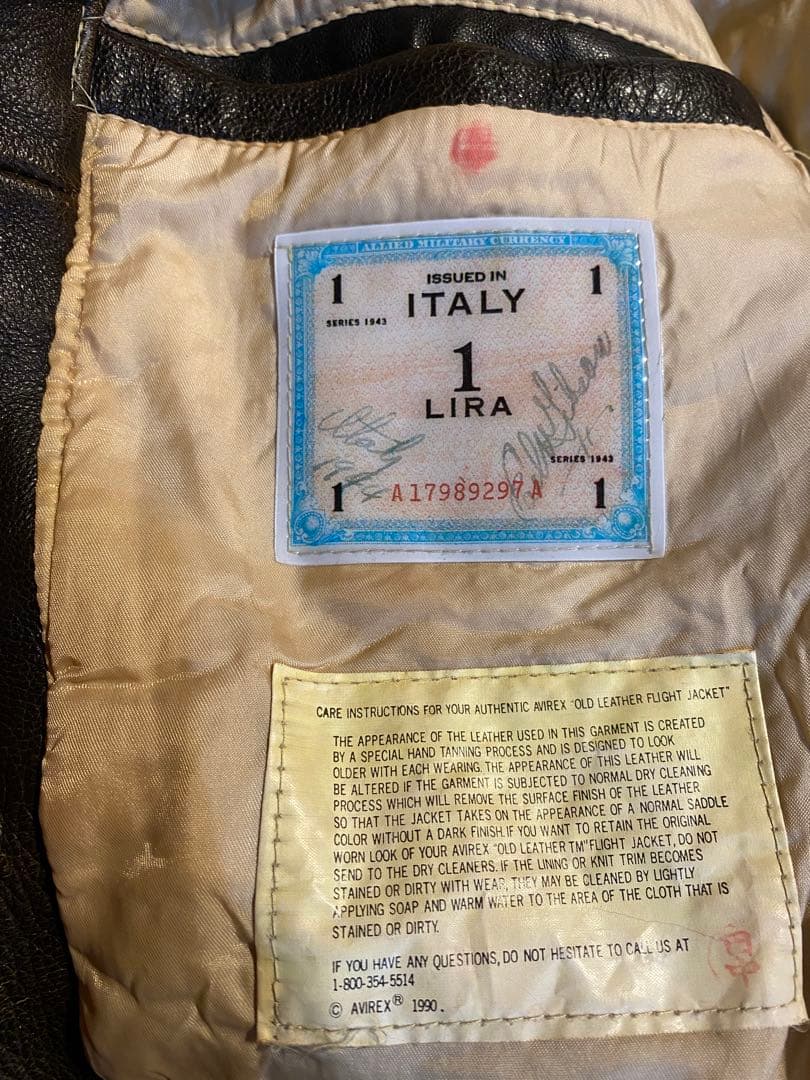 ALLIED MILITARY CURRENCY
1 ISSUED IN 1
ITALY
SERIES 1943
1
LIRA
Italy
SERIES 1943
1 A17989297A 1
CARE INSTRUCTIONS FOR YOUR AUTHENTIC AVIREX "OLD LEATHER FLIGHT JACKET"
THE APPEARANCE OF THE LEATHER USED IN THIS GARMENT IS CREATED
BY A SPECIAL HAND TANNING PROCESS AND IS DESIGNED TO LOOK
OLDER WITH EACH WEARING. THE APPEARANCE OF THIS LEATHER WILL
BE ALTERED IF THE GARMENT IS SUBJECTED TO NORMAL DRY CLEANING
PROCESS WHICH WILL REMOVE THE SURFACE FINISH OF THE LEATHER
SO THAT THE JACKET TAKES ON THE APPEARANCE OF A NORMAL SADDLE
COLOR WITHOUT A DARK FINISH.IF YOU WANT TO RETAIN THE ORIGINAL
WORN LOOK OF YOUR AVIREX "OLD LEATHER TM"FLIGHT JACKET, DO NOT
SEND TO THE DRY CLEANERS. IF THE LINING OR KNIT TRIM BECOMES
STAINED OR DIRTY WITH WEAR, THEY MAY BE CLEANED BY LIGHTLY
APPLYING SOAP AND WARM WATER TO THE AREA OF THE CLOTH THAT IS
STAINED OR DIRTY.
IF YOU HAVE ANY QUESTIONS, DO NOT HESITATE TO CALL US AT
1-800-354-5514
© AVIREX® 1990.